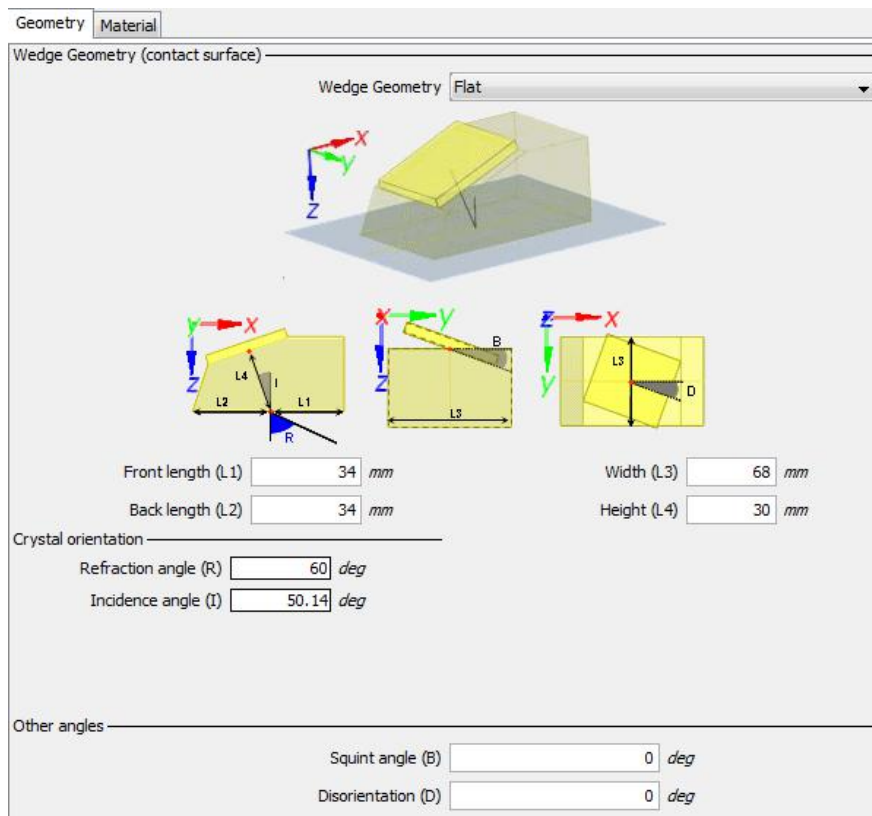 Geometry Material
Wedge Geometry (contact surface)
Wedge Geometry Flat
X
y
Z
y X
Z
L4
I
L2 L1
R
X y
Z
B
L3
Z X
y
L3
D
Front length (L1) 34 mm Width (L3) 68 mm
Back length (L2) 34 mm Height (L4) 30 mm
Crystal orientation
Refraction angle (R) 60 deg
Incidence angle (I) 50.14 deg
Other angles
Squint angle (B) 0 deg
Disorientation (D) 0 deg